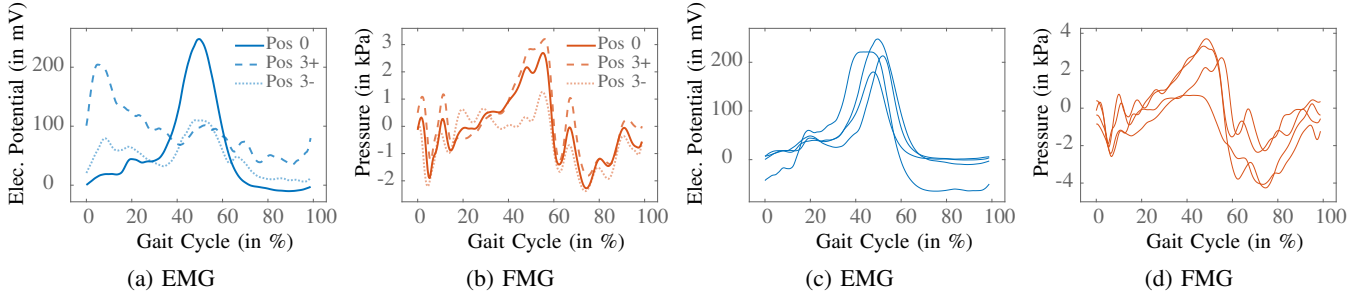 Elec. Potential (in mV)
200
100
0
Pos 0
Pos 3+
Pos 3-
0 20 40 60 80 100
Gait Cycle (in %)
(a) EMG
Pressure (in kPa)
3
2
1
0
-1
-2
Pos 0
Pos 3+
Pos 3-
0 20 40 60 80 100
Gait Cycle (in %)
(b) FMG
Elec. Potential (in mV)
200
100
0
0 20 40 60 80 100
Gait Cycle (in %)
(c) EMG
Pressure (in kPa)
4
2
0
-2
-4
0 20 40 60 80 100
Gait Cycle (in %)
(d) FMG